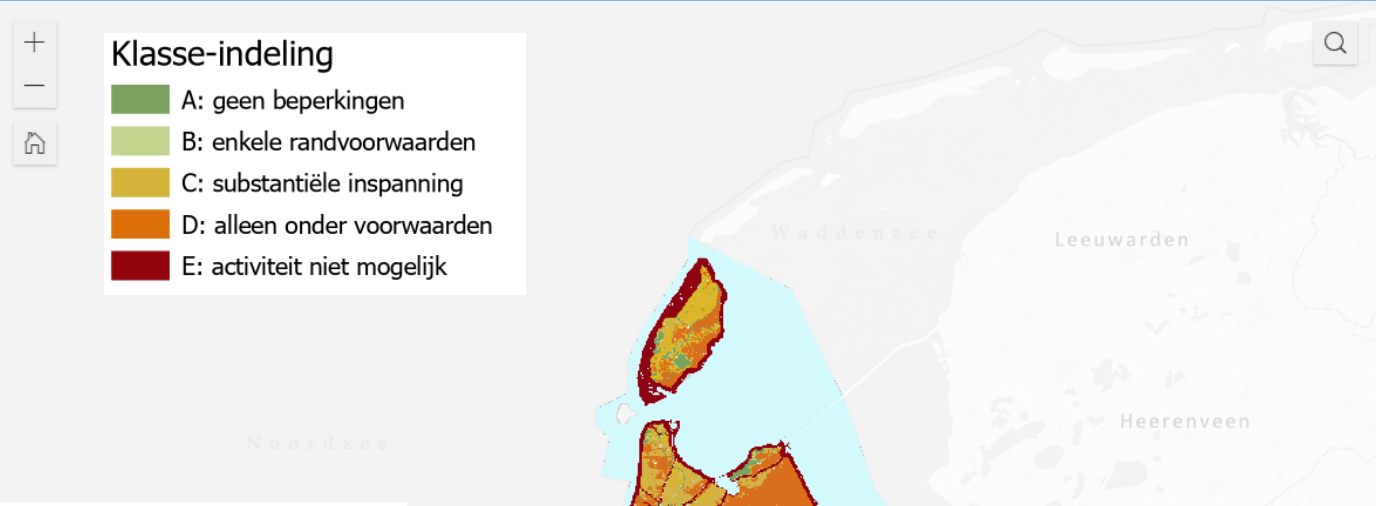 Klasse-indeling
A: geen beperkingen
B: enkele randvoorwaarden
C: substantiële inspanning
D: alleen onder voorwaarden
E: activiteit niet mogelijk
Waddenzee
Leeuwarden
Heerenveen
Noordzee